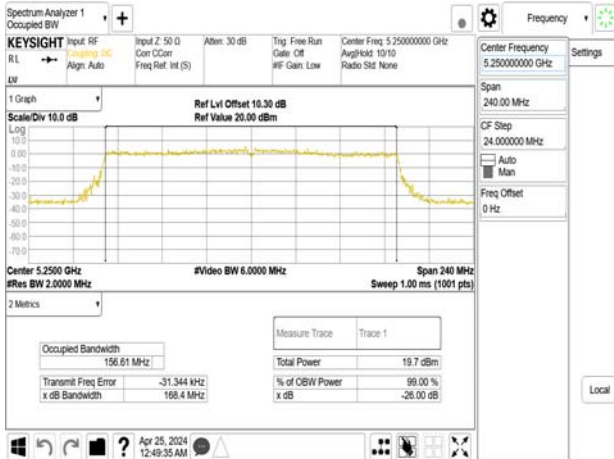 Spectrum Analyzer 1
Occupied BW
Frequency
KEYSIGHT
RL
Input: RF
Coupling: DC
Align: Auto
Input Z: 50 Ω
Corr CCorr
Freq Ref: Int (S)
Atten: 30 dB
Trig: Free Run
Gate: Off
#IF Gain: Low
Center Freq: 5.250000000 GHz
Avg|Hold: 10/10
Radio Std: None
Center Frequency
5.250000000 GHz
Settings
Span
240.00 MHz
CF Step
24.000000 MHz
Auto
Man
Freq Offset
0 Hz
Local
1 Graph
Scale/Div 10.0 dB
Ref Lvl Offset 10.30 dB
Ref Value 20.00 dBm
Log
10.0
0.00
-10.0
-20.0
-30.0
-40.0
-50.0
-60.0
-70.0
Center 5.2500 GHz
#Video BW 6.0000 MHz
Span 240 MHz
#Res BW 2.0000 MHz
Sweep 1.00 ms (1001 pts)
2 Metrics
Measure Trace
Trace 1
Occupied Bandwidth
156.61 MHz
Total Power
19.7 dBm
Transmit Freq Error
-31.344 kHz
% of OBW Power
99.00 %
x dB Bandwidth
168.4 MHz
x dB
-26.00 dB
?
Apr 25, 2024
12:49:35 AM